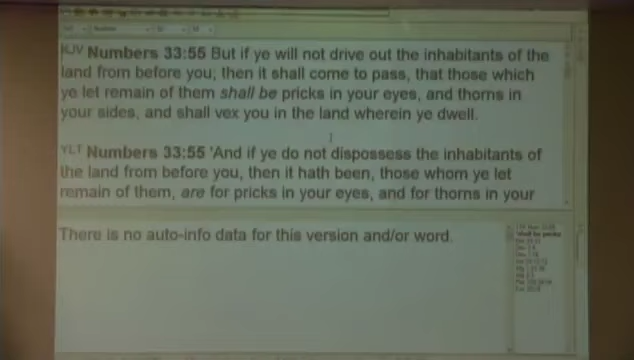 KJV Numbers 33:55 But if ye will not drive out the inhabitants of the
land from before you; then it shall come to pass, that those which
ye let remain of them shall be pricks in your eyes, and thorns in
your sides, and shall vex you in the land wherein ye dwell.
YLT Numbers 33:55 'And if ye do not dispossess the inhabitants of
the land from before you, then it hath been, those whom ye let
remain of them, are for pricks in your eyes, and for thorns in your
There is no auto-info data for this version and/or word.